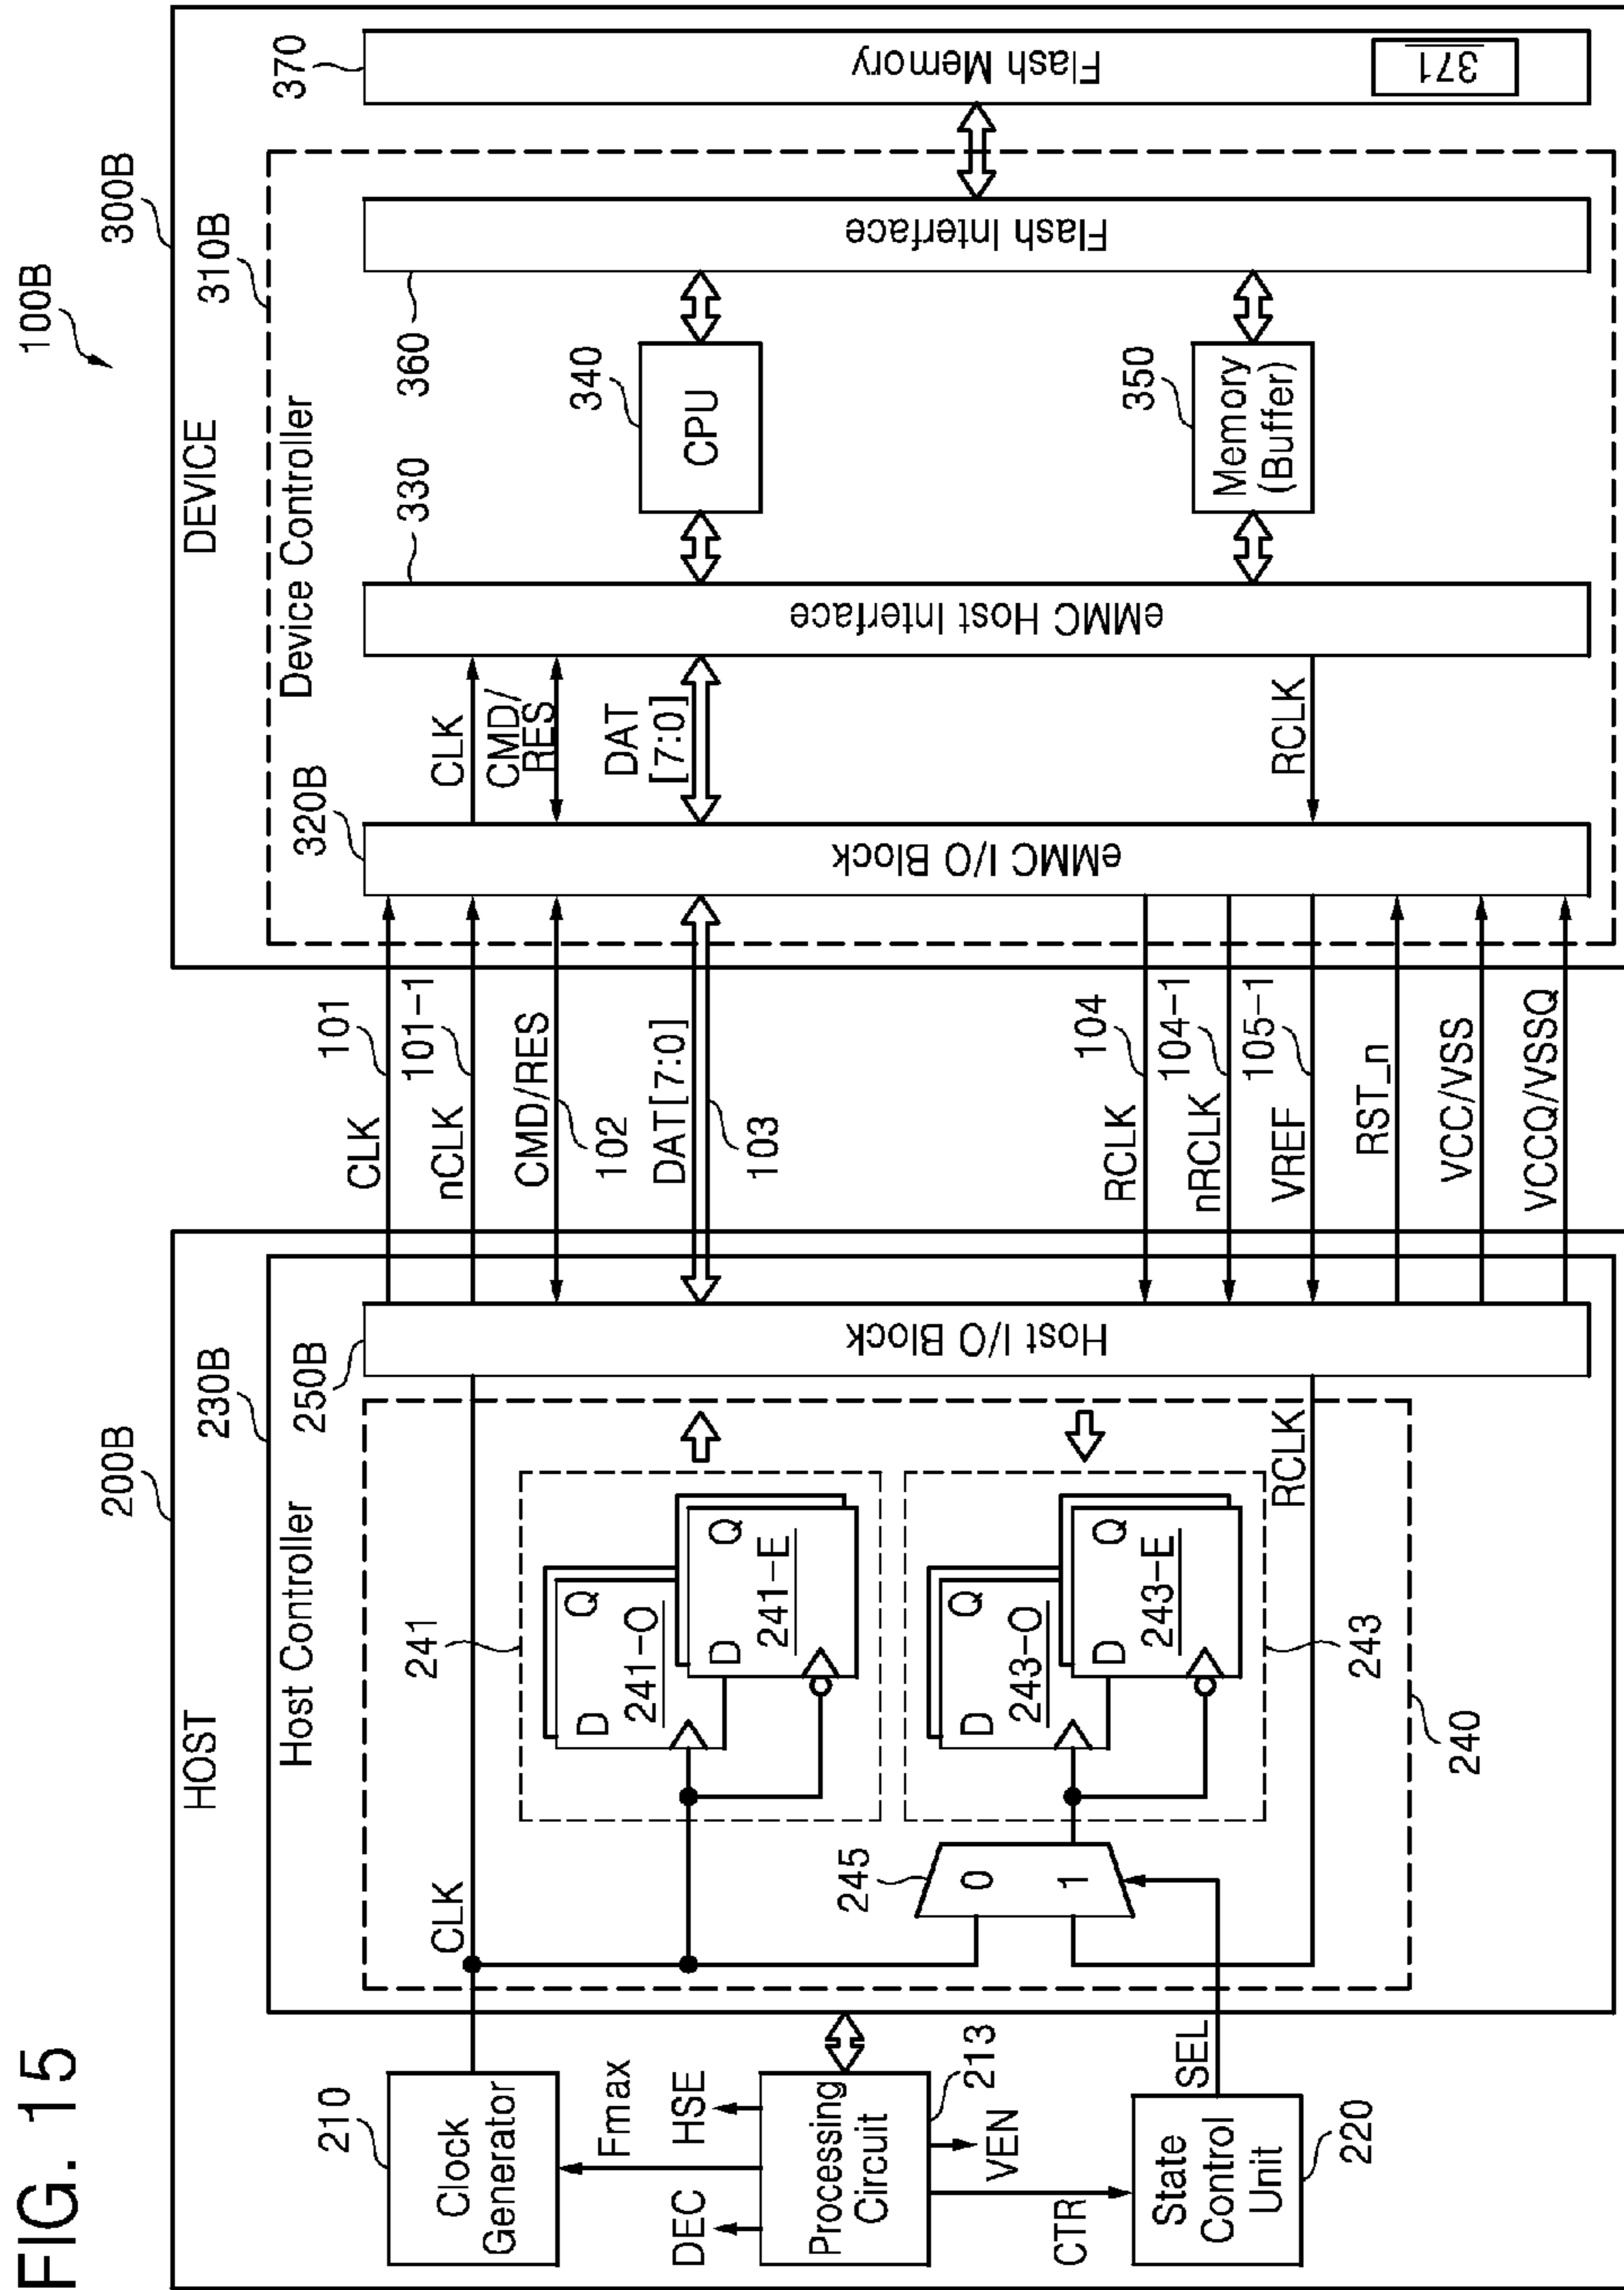 FIG. 15
100B
200B
HOST
230B
Host Controller
210
Clock
Generator
Fmax
HSE
DEC
Processing
Circuit
213
VEN
CTR
State
Control
Unit
220
SEL
CLK
241
D
Q
241-O
D
Q
241-E
245
0
1
D
Q
243-O
D
Q
243-E
243
240
RCLK
250B
Host I/O Block
CLK
101
nCLK
101-1
CMD/RES
102
DAT[7:0]
103
RCLK
104
nRCLK
104-1
VREF
105-1
RST_n
VCC/VSS
VCCQ/VSSQ
300B
DEVICE
310B
Device Controller
320B
eMMC I/O Block
CLK
CMD/
RES
DAT
[7:0]
RCLK
330
eMMC Host Interface
340
CPU
350
Memory
(Buffer)
360
Flash Interface
370
Flash Memory
371